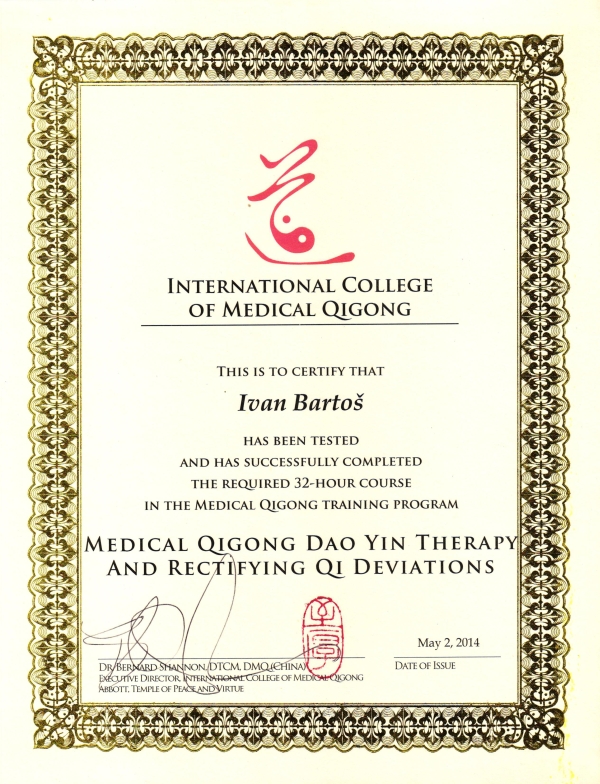 INTERNATIONAL COLLEGE
OF MEDICAL QIGONG
THIS IS TO CERTIFY THAT
Ivan Bartoš
HAS BEEN TESTED
AND HAS SUCCESSFULLY COMPLETED
THE REQUIRED 32-HOUR COURSE
IN THE MEDICAL QIGONG TRAINING PROGRAM
MEDICAL QIGONG DAO YIN THERAPY
AND RECTIFYING QI DEVIATIONS
May 2, 2014
DR BERNARD SHANNON, DTCM, DMQ (CHINA)
DATE OF ISSUE
EXECUTIVE DIRECTOR, INTERNATIONAL COLLEGE OF MEDICAL QIGONG
ABBOTT, TEMPLE OF PEACE AND VIRTUE